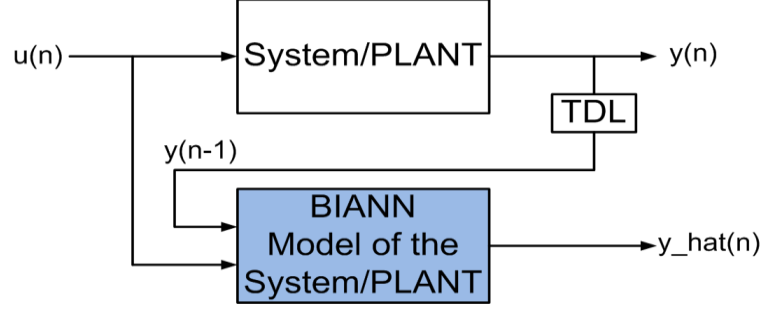 u(n)
System/PLANT
y(n)
TDL
y(n-1)
BIANN
Model of the
System/PLANT
y_hat(n)